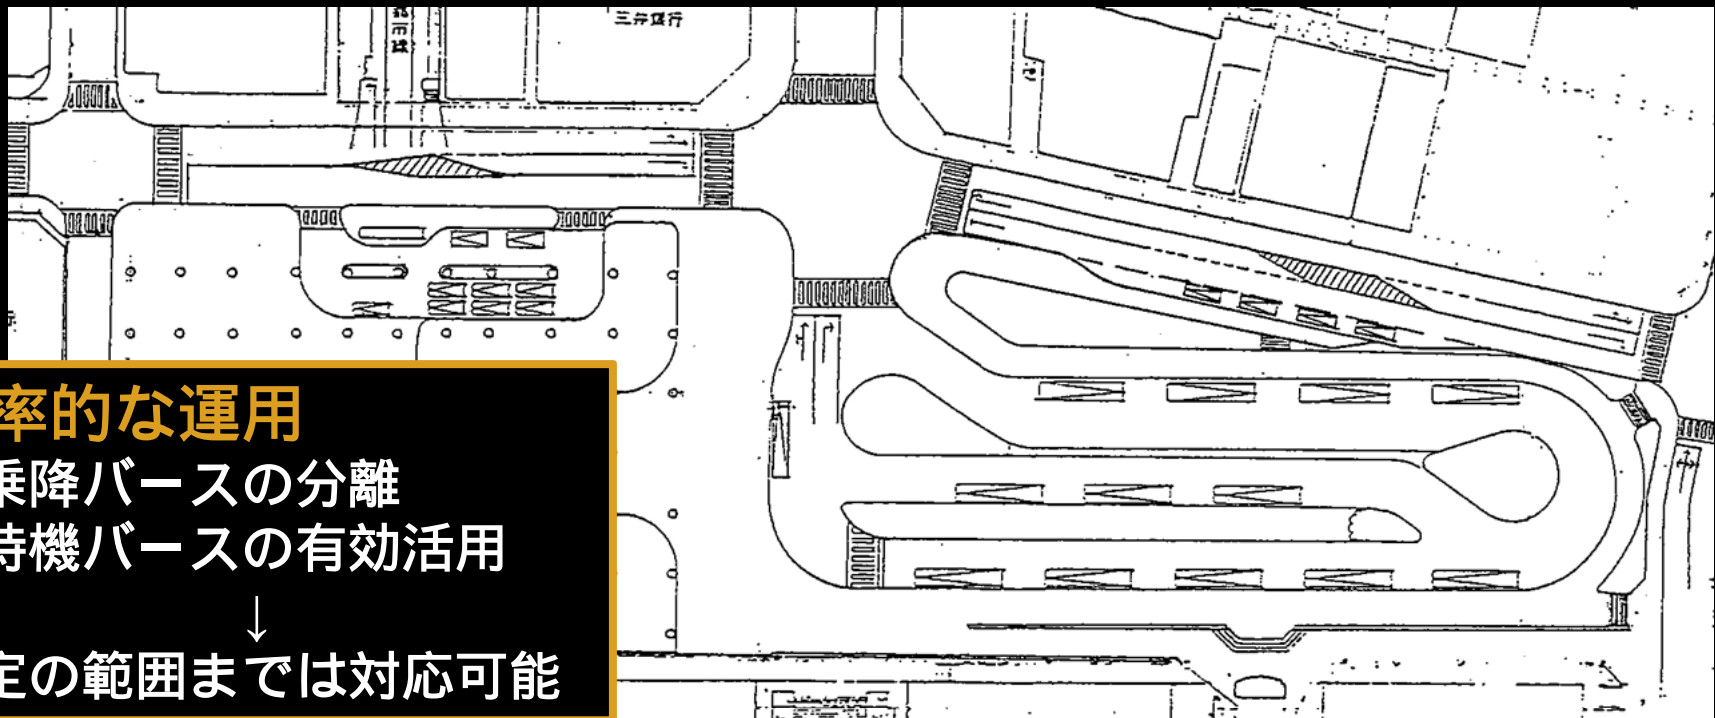 三井銀行
率的な運用
乗降バースの分離
待機バースの有効活用
↓
定の範囲までは対応可能